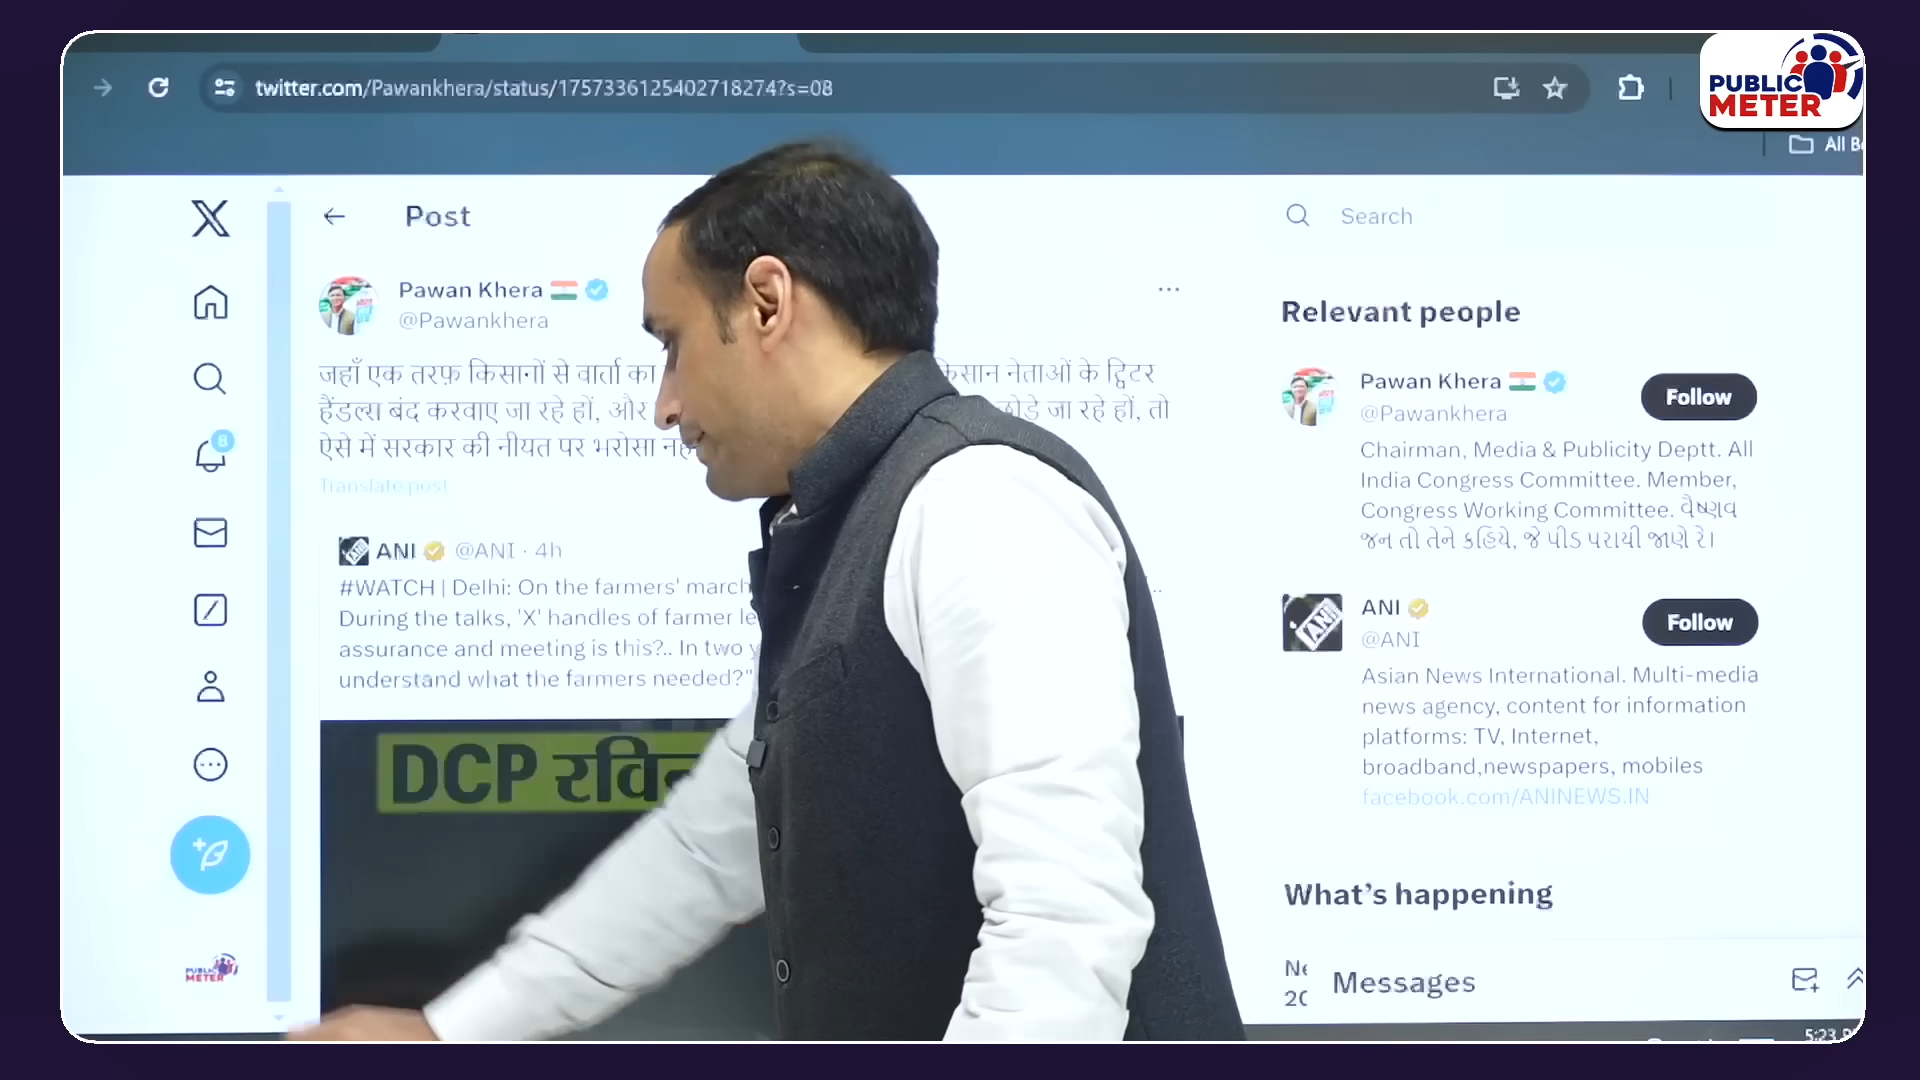 PUBLIC
METER
twitter.com/Pawankhera/status/1757336125402718274?s=08
All
Post
Search
Pawan Khera
@Pawankhera
जहाँ एक तरफ़ किसानों से वार्ता का किसान नेताओं के ट्विटर
हैंडल्स बंद करवाए जा रहे हों, और छोडे जा रहे हों, तो
ऐसे में सरकार की नीयत पर भरोसा
Translate post
ANI @ANI · 4h
#WATCH | Delhi: On the farmers' march
During the talks, 'X' handles of farmer
assurance and meeting is this?.. In two
understand what the farmers needed?"
DCP
Relevant people
Pawan Khera
@Pawankhera
Follow
Chairman, Media & Publicity Deptt. All
India Congress Committee. Member,
Congress Working Committee. વૈષ્ણવ
જન તો તેને કહિયે, જે પીડ પરાયી જાણે રે।
ANI
@ANI
Follow
Asian News International. Multi-media
news agency, content for information
platforms: TV, Internet,
broadband,newspapers, mobiles
facebook.com/ANINEWS.IN
What's happening
Messages
8
PUBLIC
METER
5:23